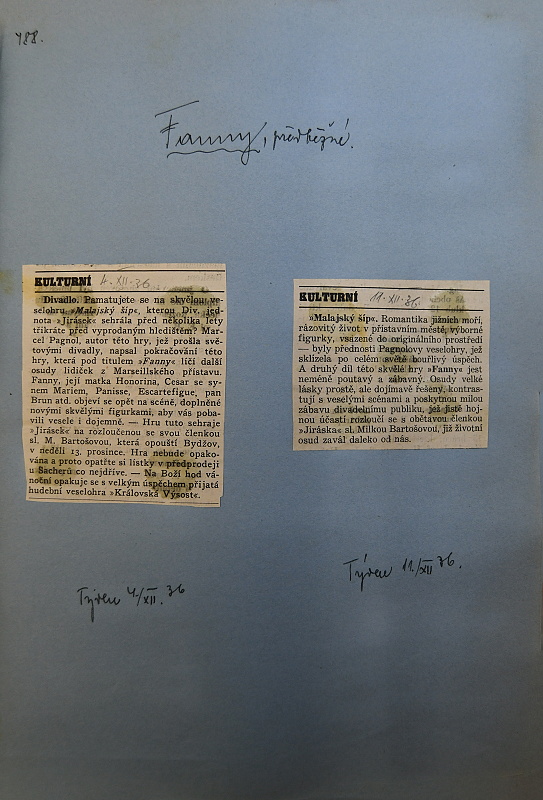 488.
Fanny, předběžné.
KULTURNÍ 4.XII.36
Divadlo. Pamatujete se na skvělou ve-
selohru »Malajský šíp«, kterou Div. jed-
nota »Jirásek« sehrála před několika lety
třikráte před vyprodaným hledištěm? Mar-
cel Pagnol, autor této hry, jež prošla svě-
tovými divadly, napsal pokračování této
hry, která pod titulem »Fanny« líčí další
osudy lidiček z Marseillského přístavu.
Fanny, její matka Honorina, Cesar se sy-
nem Mariem, Panisse, Escartefigue, pan
Brun atd. objeví se opět na scéně, doplněné
novými skvělými figurkami, aby vás poba-
vili vesele i dojemně. — Hru tuto sehraje
»Jirásek« na rozloučenou se svou členkou
sl. M. Bartošovou, která opouští Bydžov,
v neděli 13. prosince. Hra nebude opako-
vána a proto opatřte si lístky v předprodeji
u Sacherů co nejdříve. — Na Boží hod vá-
noční opakuje se s velkým úspěchem přijatá
hudební veselohra »Královská Výsost«.
Týden 4./XII. 36
KULTURNÍ 11.XII.36.
»Malajský šíp«. Romantika jižních moří,
rázovitý život v přístavním městě, výborné
figurky, vsazené do originálního prostředí
— byly přednosti Pagnolovy veselohry, jež
sklízela po celém světě bouřlivý úspěch.
A druhý díl této skvělé hry »Fanny« jest
neméně poutavý a zábavný. Osudy velké
lásky prostě, ale dojímavě řešeny, kontras-
tují s veselými scénami a poskytnou milou
zábavu divadelnímu publiku, jež jistě hoj-
nou účastí rozloučí se s obětavou členkou
»Jiráska« sl. Milkou Bartošovou, již životní
osud zavál daleko od nás.
Týden 11./XII 36.